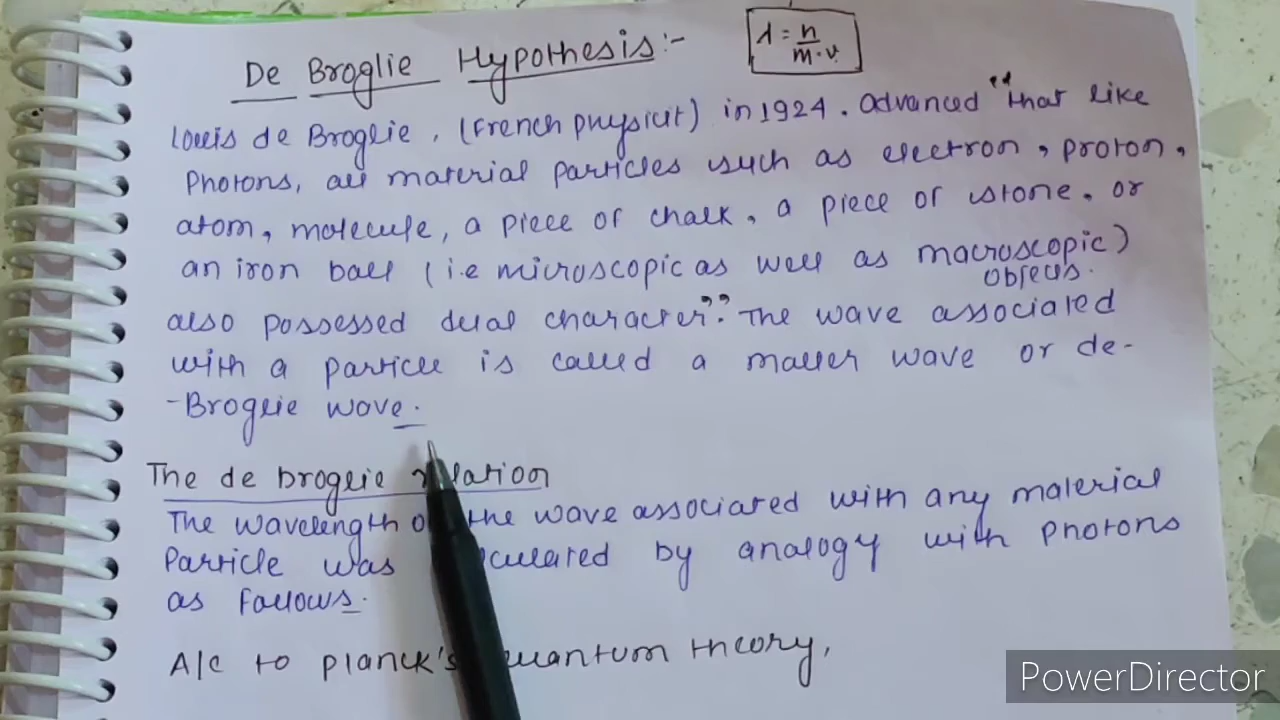 De Broglie Hypothesis:- λ = h/m.v
Louis de Broglie, (French physicit) in 1924. Advanced "that like
Photons, all material particles such as electron, proton,
atom, molecule, a piece of chalk, a piece of stone, or
an iron ball (i.e microscopic as well as macroscopic)
objects.
also possessed dual character". The wave associated
with a particle is called a matter wave or de-
-Broglie wave.
The de broglie relation
The wavelength the wave associated with any material
Particle was by analogy with photons
as follows.
A/c to planck's quantum theory,
PowerDirector